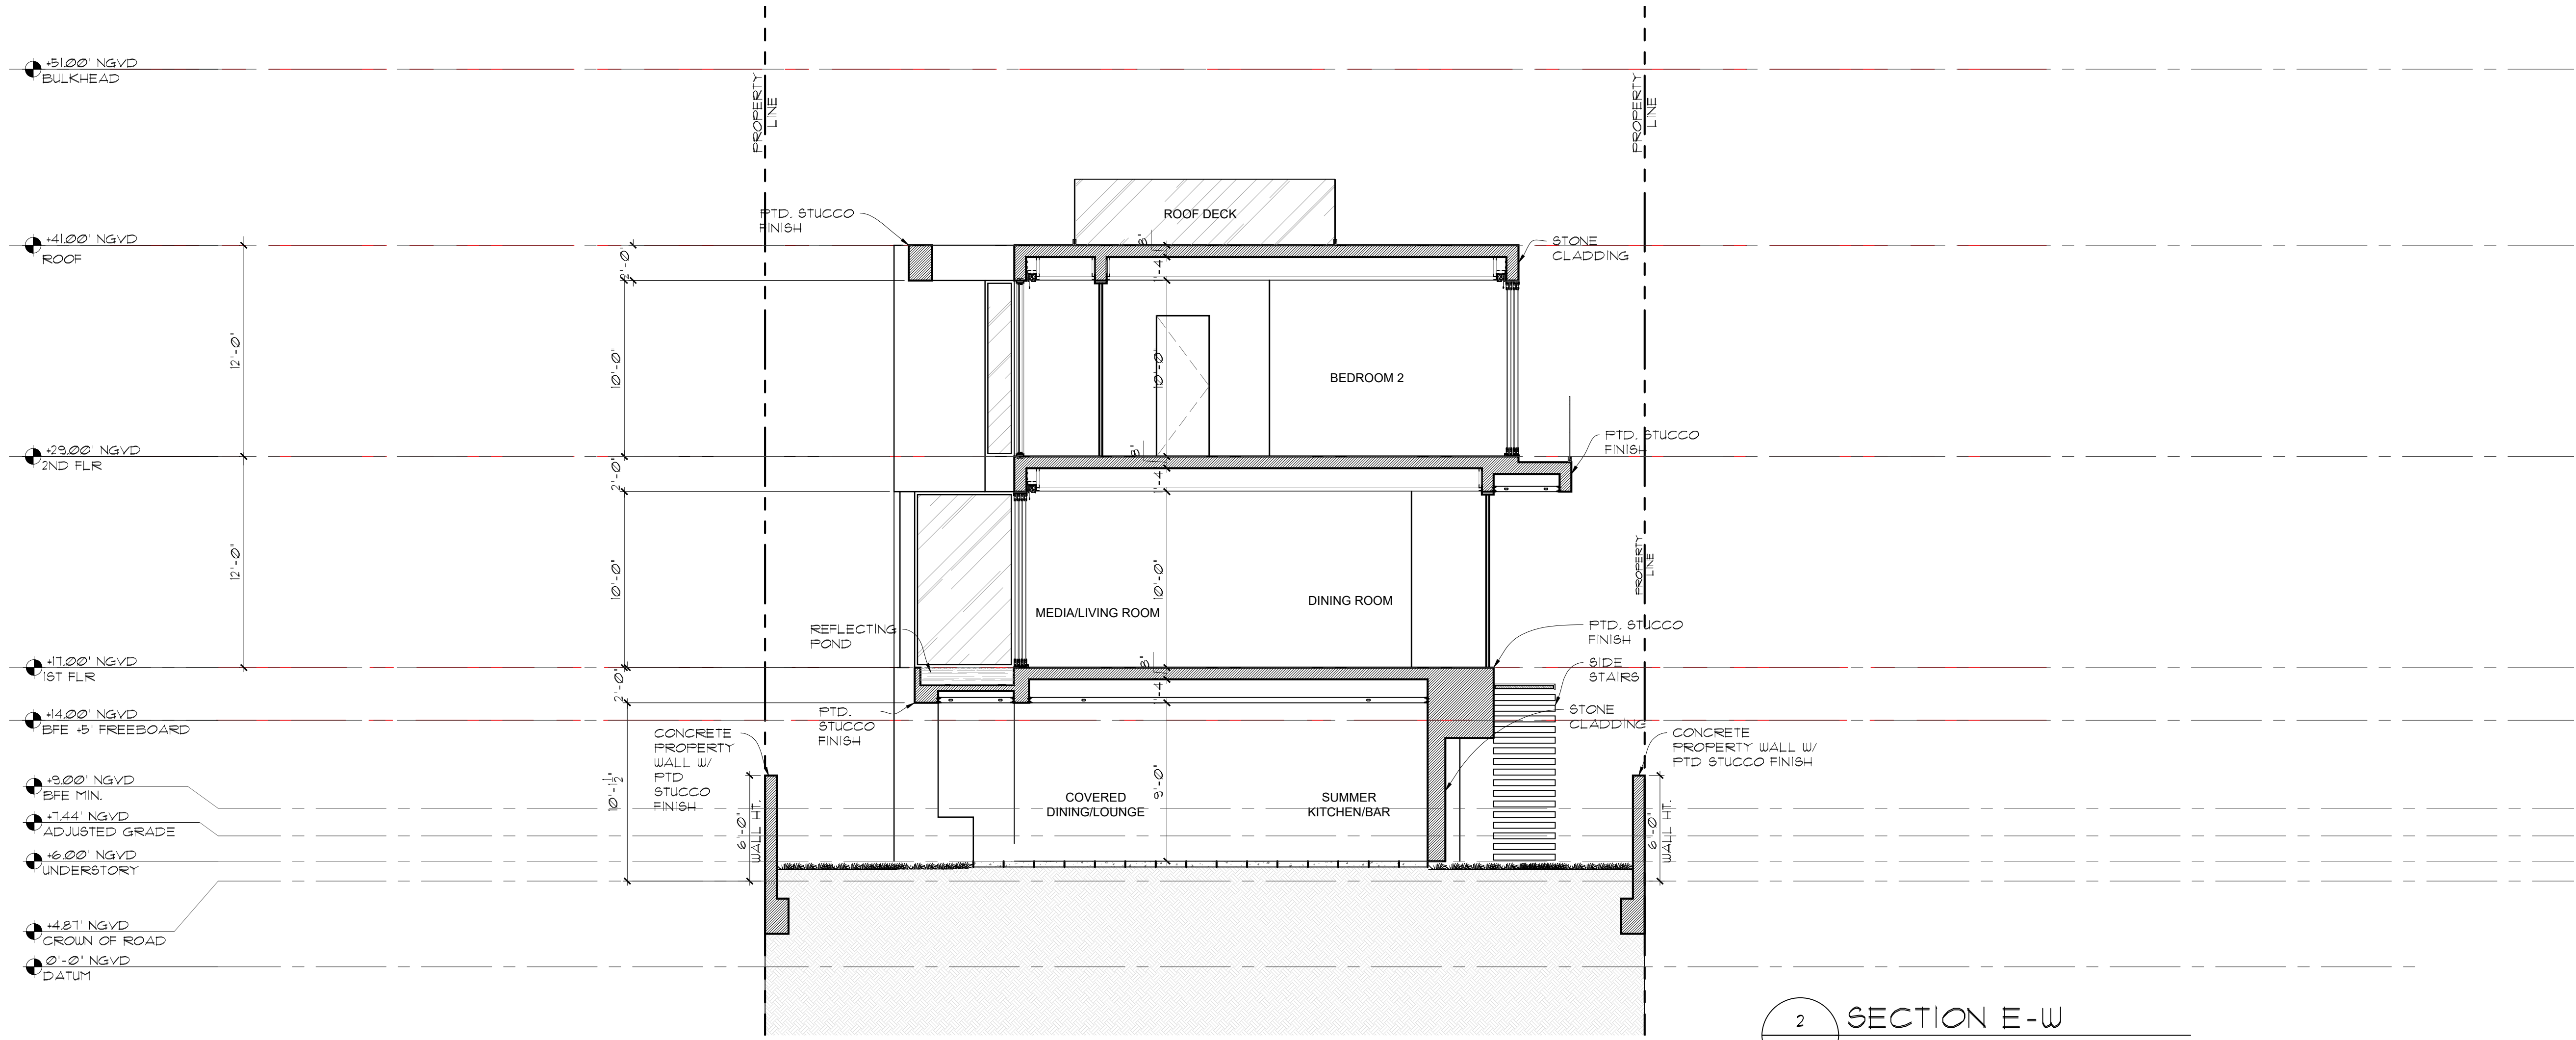 +51.00' NGVD
BULKHEAD
PROPERTY
LINE
PROPERTY
LINE
PTD. STUCCO
FINISH
ROOF DECK
+41.00' NGVD
ROOF
STONE
CLADDING
2'-0"
8"
1'-4"
12'-0"
10'-0"
10'-0"
BEDROOM 2
+29.00' NGVD
2ND FLR
PTD. STUCCO
FINISH
2'-0"
8"
1'-4"
12'-0"
10'-0"
10'-0"
PROPERTY
LINE
MEDIA/LIVING ROOM
DINING ROOM
REFLECTING
POND
PTD. STUCCO
FINISH
+17.00' NGVD
1ST FLR
8"
SIDE
STAIRS
2'-0"
1'-4"
+14.00' NGVD
BFE +5' FREEBOARD
PTD.
STUCCO
FINISH
STONE
CLADDING
CONCRETE
PROPERTY
WALL W/
PTD
STUCCO
FINISH
CONCRETE
PROPERTY WALL W/
PTD STUCCO FINISH
+9.00' NGVD
BFE MIN.
10'-1½"
9'-0"
COVERED
DINING/LOUNGE
SUMMER
KITCHEN/BAR
+7.44' NGVD
ADJUSTED GRADE
6'-0"
WALL HT.
6'-0"
WALL HT.
+6.00' NGVD
UNDERSTORY
+4.87' NGVD
CROWN OF ROAD
0'-0" NGVD
DATUM
2
SECTION E-W